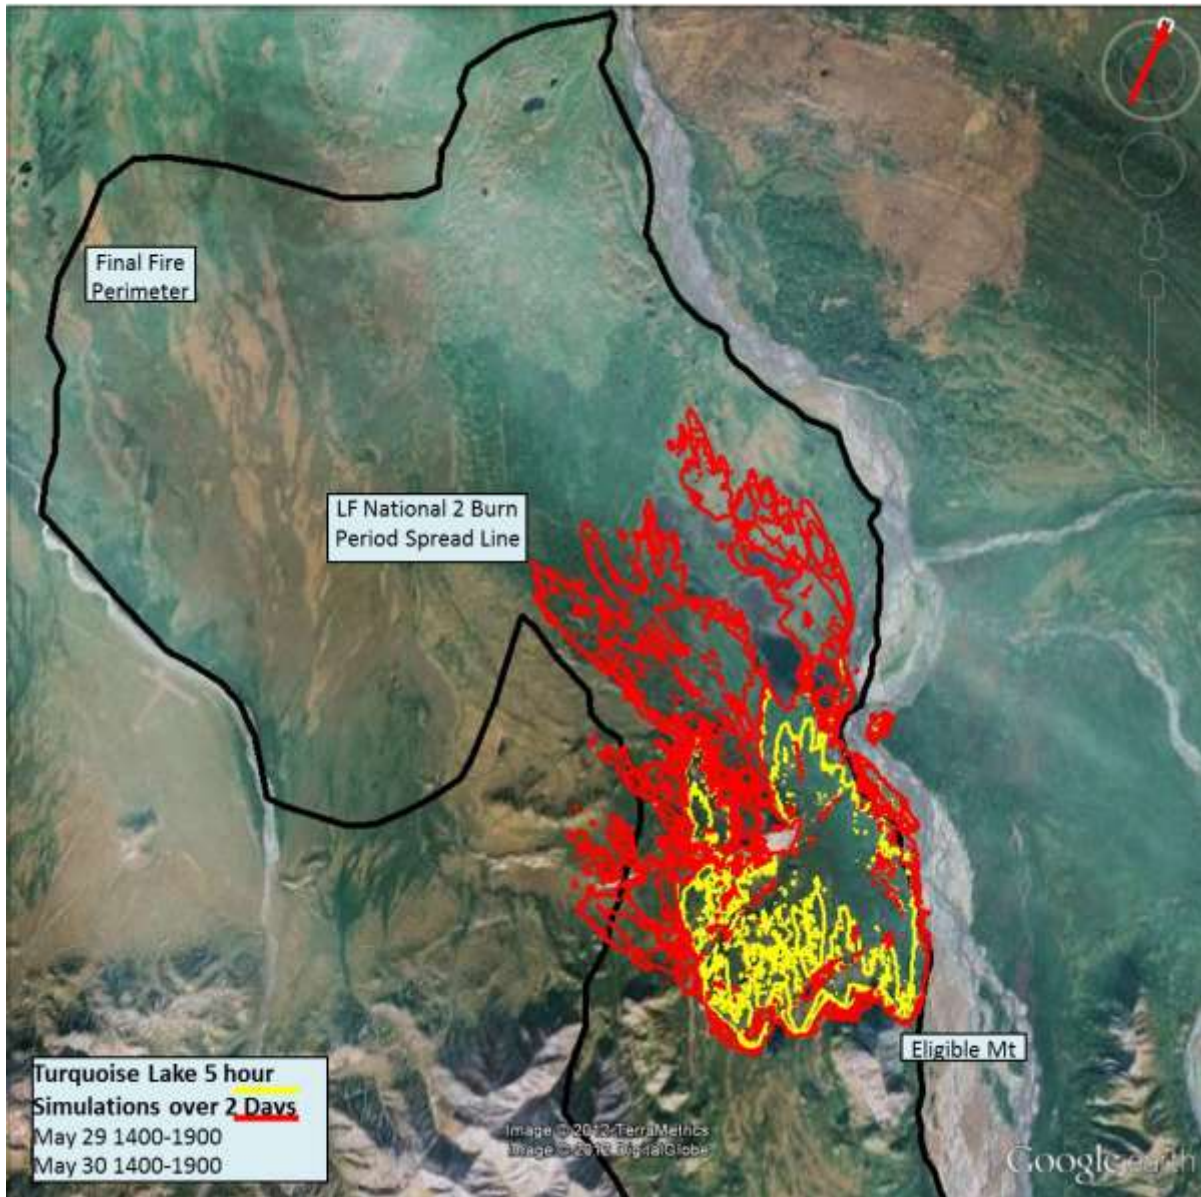 Final Fire
Perimeter
LF National 2 Burn
Period Spread Line
Eligible Mt
Turquoise Lake 5 hour
Simulations over 2 Days
May 29 1400-1900
May 30 1400-1900
Image © 2012 TerraMetrics
Image © 2012 DigitalGlobe
Google earth